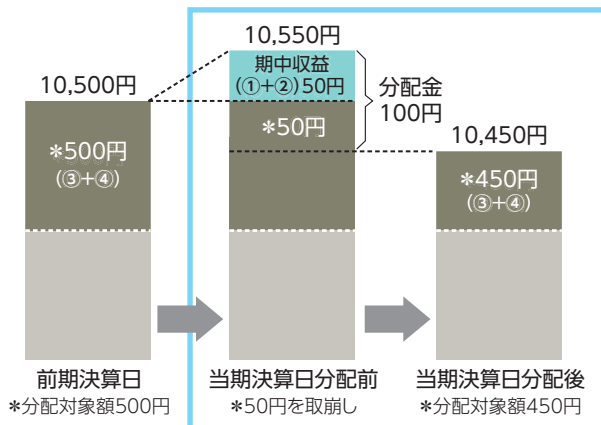 10,500円
*500円
(③+④)
前期決算日
*分配対象額500円
10,550円
期中収益
(①+②)50円
*50円
分配金
100円
当期決算日分配前
*50円を取崩し
10,450円
*450円
(③+④)
当期決算日分配後
*分配対象額450円